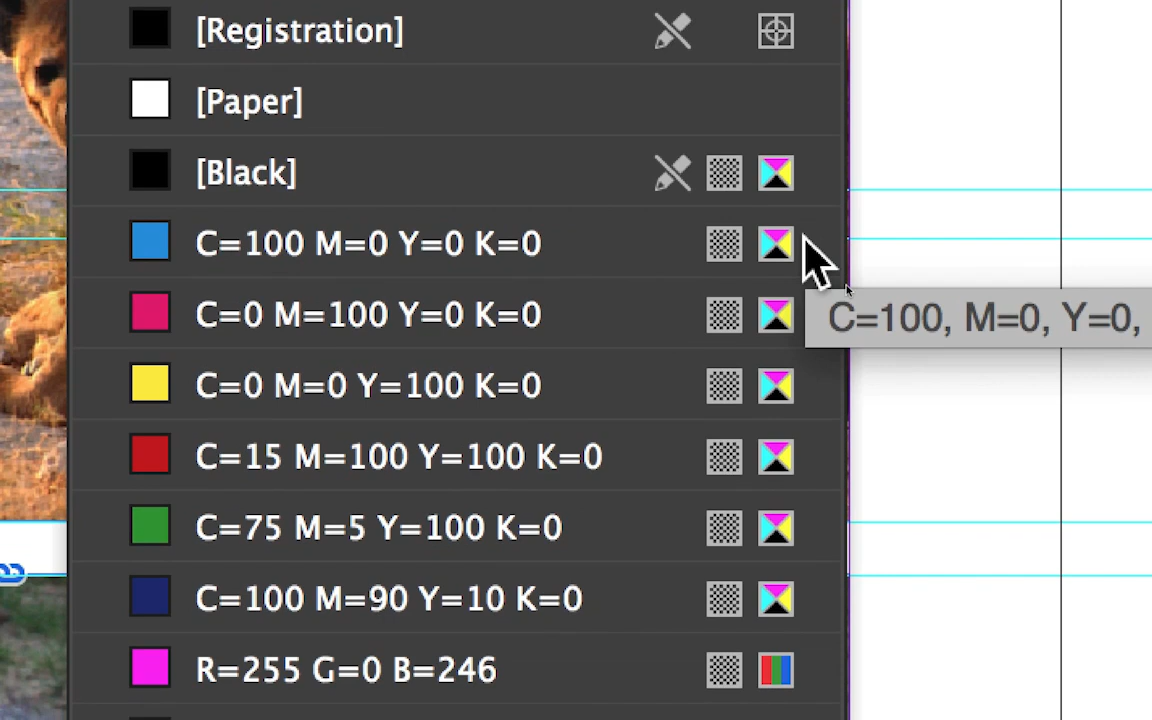 [Registration]
[Paper]
[Black]
C=100 M=0 Y=0 K=0
C=0 M=100 Y=0 K=0
C=100, M=0, Y=0,
C=0 M=0 Y=100 K=0
C=15 M=100 Y=100 K=0
C=75 M=5 Y=100 K=0
C=100 M=90 Y=10 K=0
R=255 G=0 B=246